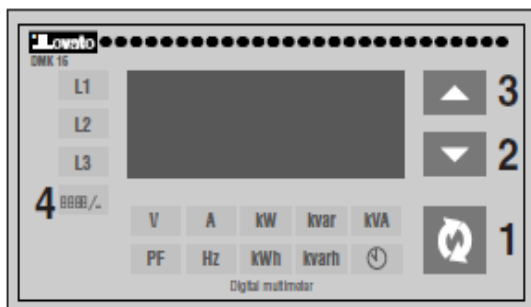 Lovato
DMK 16
L1
L2
L3
4 8888/..
3
2
V A kW kvar kVA
1
PF Hz kWh kvarh
Digital multimeter